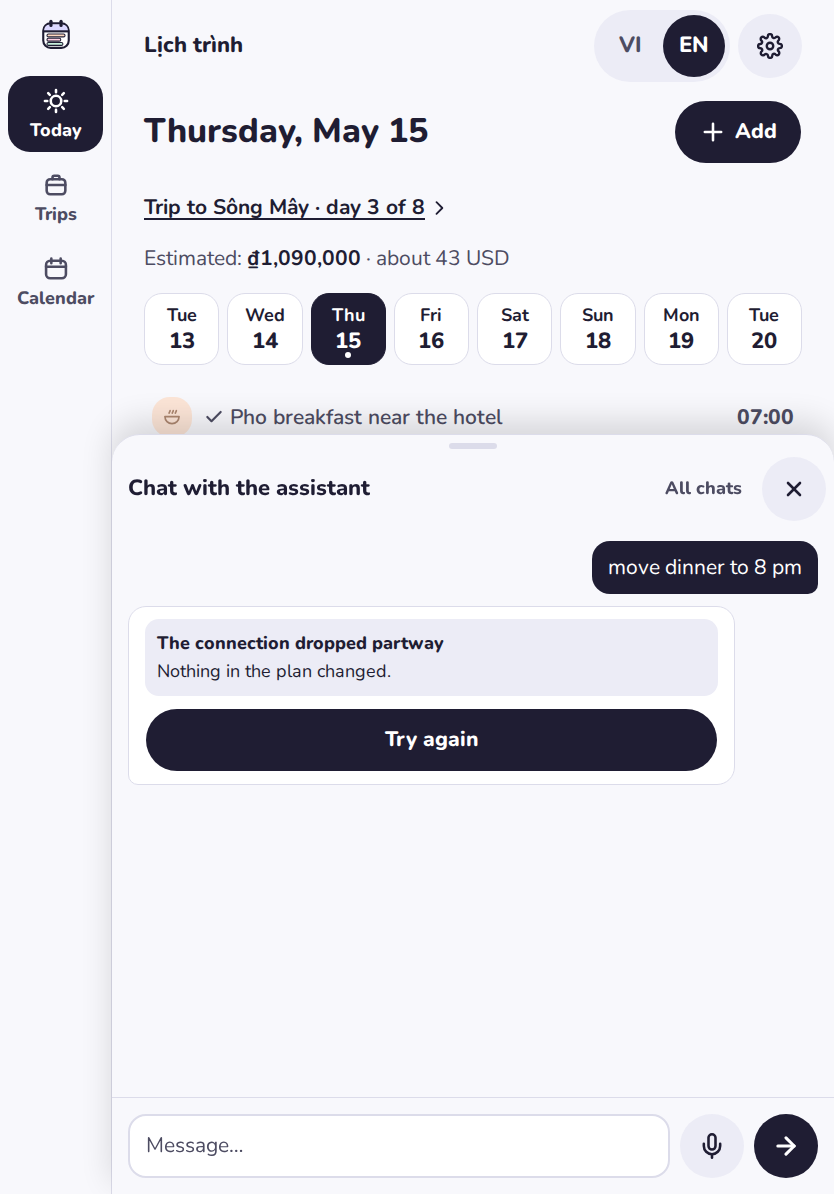 Lịch trình
VI
EN
Today
Trips
Calendar
Thursday, May 15
Add
Trip to Sông Mây · day 3 of 8
Estimated: ₫1,090,000 · about 43 USD
Tue
13
Wed
14
Thu
15
Fri
16
Sat
17
Sun
18
Mon
19
Tue
20
Pho breakfast near the hotel
07:00
Chat with the assistant
All chats
move dinner to 8 pm
The connection dropped partway
Nothing in the plan changed.
Try again
Message...